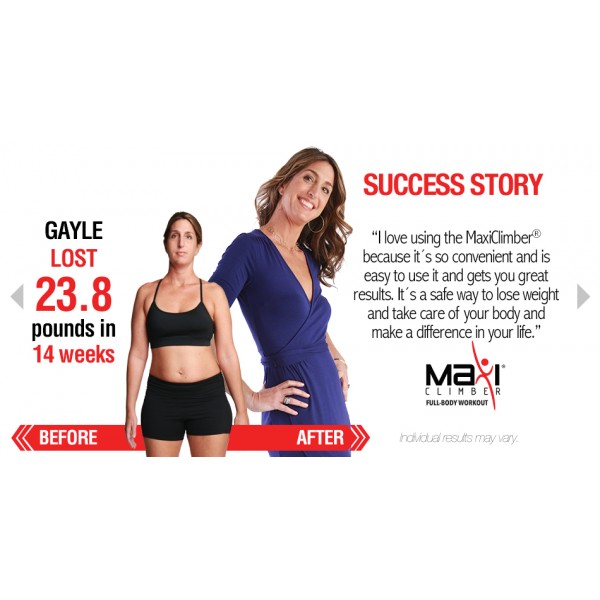 SUCCESS STORY
GAYLE
LOST
23.8
pounds in
14 weeks
“I love using the MaxiClimber®
because it´s so convenient and is
easy to use it and gets you great
results. It´s a safe way to lose weight
and take care of your body and
make a difference in your life.”
MaXI®
CLIMBER
FULL-BODY WORKOUT
BEFORE
AFTER
Individual results may vary.